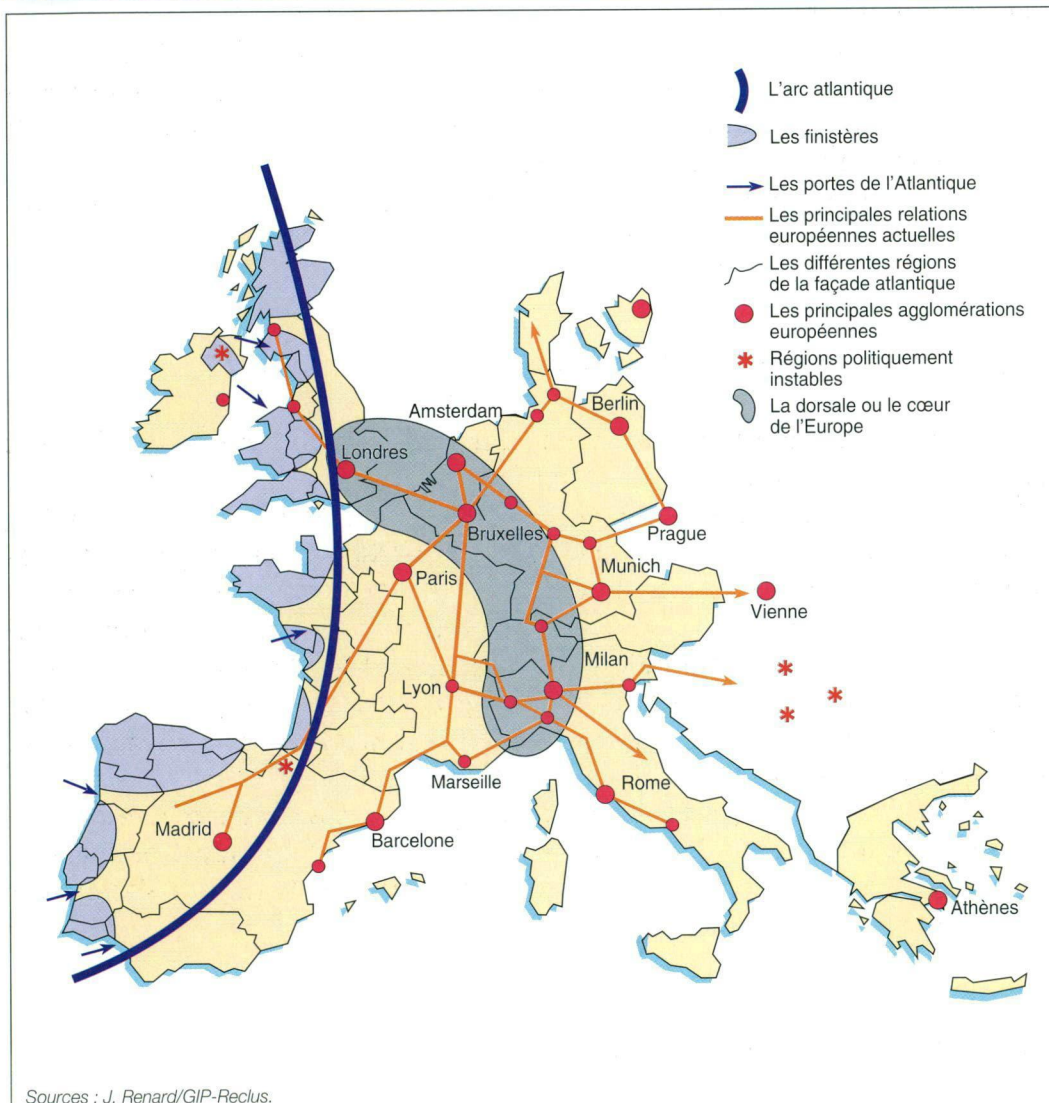 L'arc atlantique
Les finistères
Les portes de l'Atlantique
Les principales relations
européennes actuelles
Les différentes régions
de la façade atlantique
Les principales agglomérations
européennes
Régions politiquement
instables
La dorsale ou le cœur
de l'Europe
Amsterdam
Berlin
Londres
Bruxelles
Prague
Munich
Paris
Vienne
Milan
Lyon
Marseille
Rome
Madrid
Barcelone
Athènes
Sources : J. Renard/GIP-Reclus.